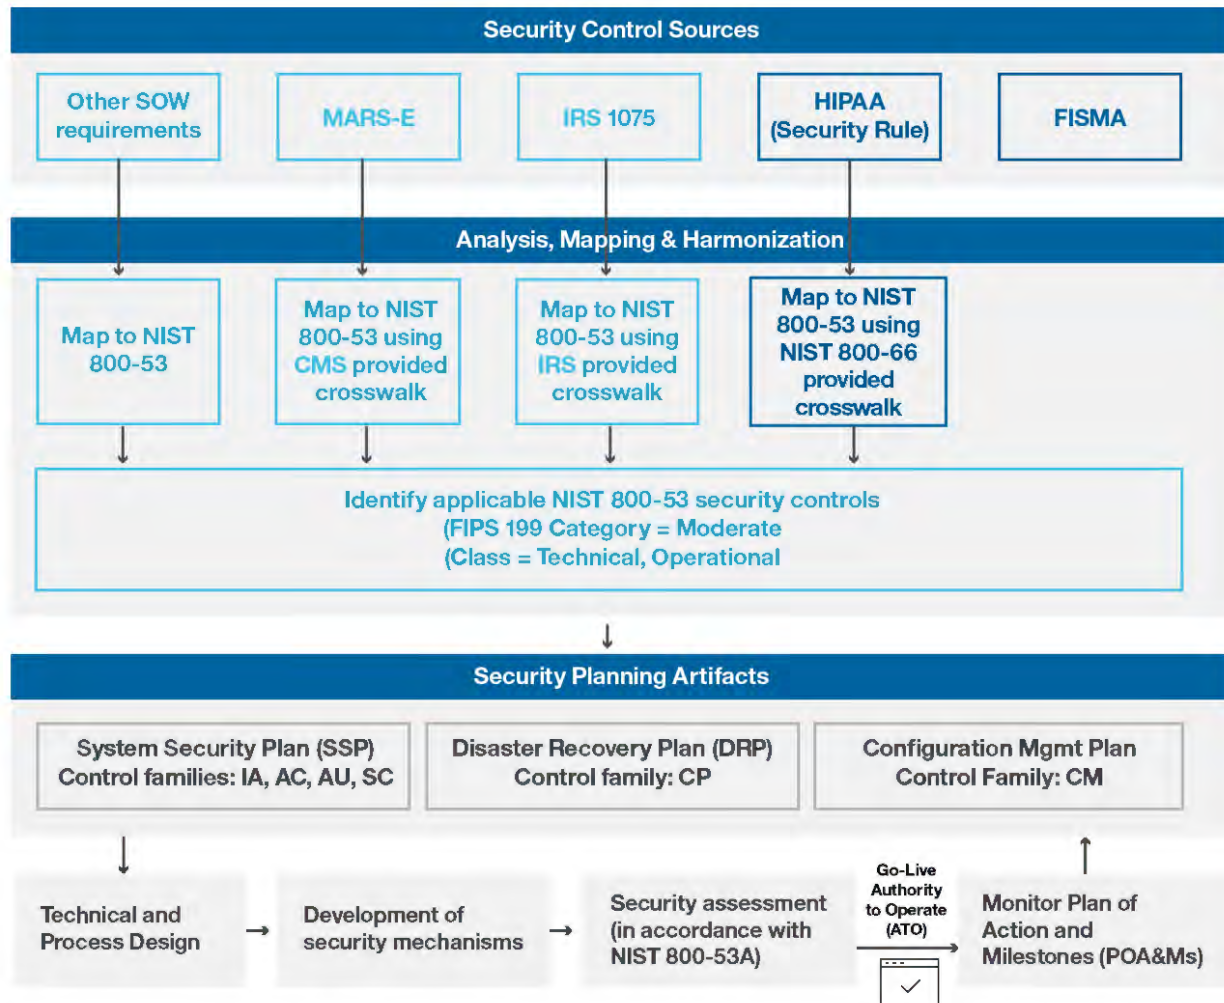 Security Control Sources
Other SOW
requirements
MARS-E
IRS 1075
HIPAA
(Security Rule)
FISMA
Analysis, Mapping & Harmonization
Map to NIST
800-53
Map to NIST
800-53 using
CMS provided
crosswalk
Map to NIST
800-53 using
IRS provided
crosswalk
Map to NIST
800-53 using
NIST 800-66
provided
crosswalk
Identify applicable NIST 800-53 security controls
(FIPS 199 Category = Moderate
(Class = Technical, Operational
Security Planning Artifacts
System Security Plan (SSP)
Control families: IA, AC, AU, SC
Disaster Recovery Plan (DRP)
Control family: CP
Configuration Mgmt Plan
Control Family: CM
Technical and
Process Design
Development of
security mechanisms
Security assessment
(in accordance with
NIST 800-53A)
Go-Live
Authority
to Operate
(ATO)
Monitor Plan of
Action and
Milestones (POA&Ms)